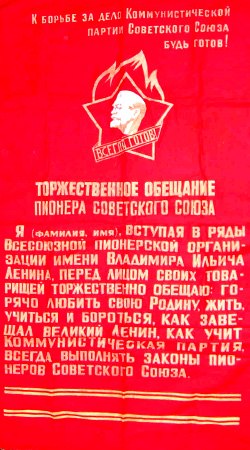 К борьбе за дело Коммунистической
партии Советского Союза
будь готов!
ВСЕГДА ГОТОВ!
ТОРЖЕСТВЕННОЕ ОБЕЩАНИЕ
ПИОНЕРА СОВЕТСКОГО СОЮЗА
Я (ФАМИЛИЯ, ИМЯ), ВСТУПАЯ В РЯДЫ
ВСЕСОЮЗНОЙ ПИОНЕРСКОЙ ОРГАНИ-
ЗАЦИИ ИМЕНИ ВЛАДИМИРА ИЛЬИЧА
ЛЕНИНА, ПЕРЕД ЛИЦОМ СВОИХ ТОВА-
РИЩЕЙ ТОРЖЕСТВЕННО ОБЕЩАЮ: ГО-
РЯЧО ЛЮБИТЬ СВОЮ РОДИНУ, ЖИТЬ,
УЧИТЬСЯ И БОРОТЬСЯ, КАК ЗАВЕ-
ЩАЛ ВЕЛИКИЙ ЛЕНИН, КАК УЧИТ
КОММУНИСТИЧЕСКАЯ ПАРТИЯ,
ВСЕГДА ВЫПОЛНЯТЬ ЗАКОНЫ ПИО-
НЕРОВ СОВЕТСКОГО СОЮЗА.